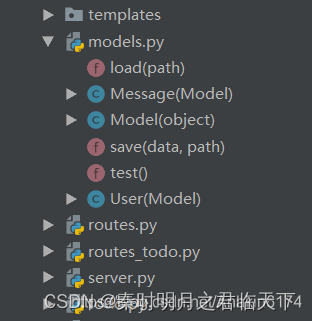 templates
models.py
f load(path)
C Message(Model)
C Model(object)
f save(data, path)
f test()
C User(Model)
routes.py
routes_todo.py
server.py
CSDN @秦时明月之君临天下